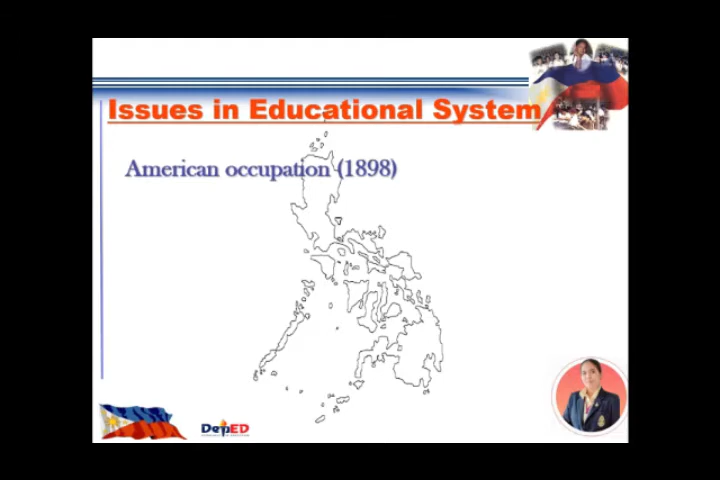 Issues in Educational System
American occupation (1898)
DepED